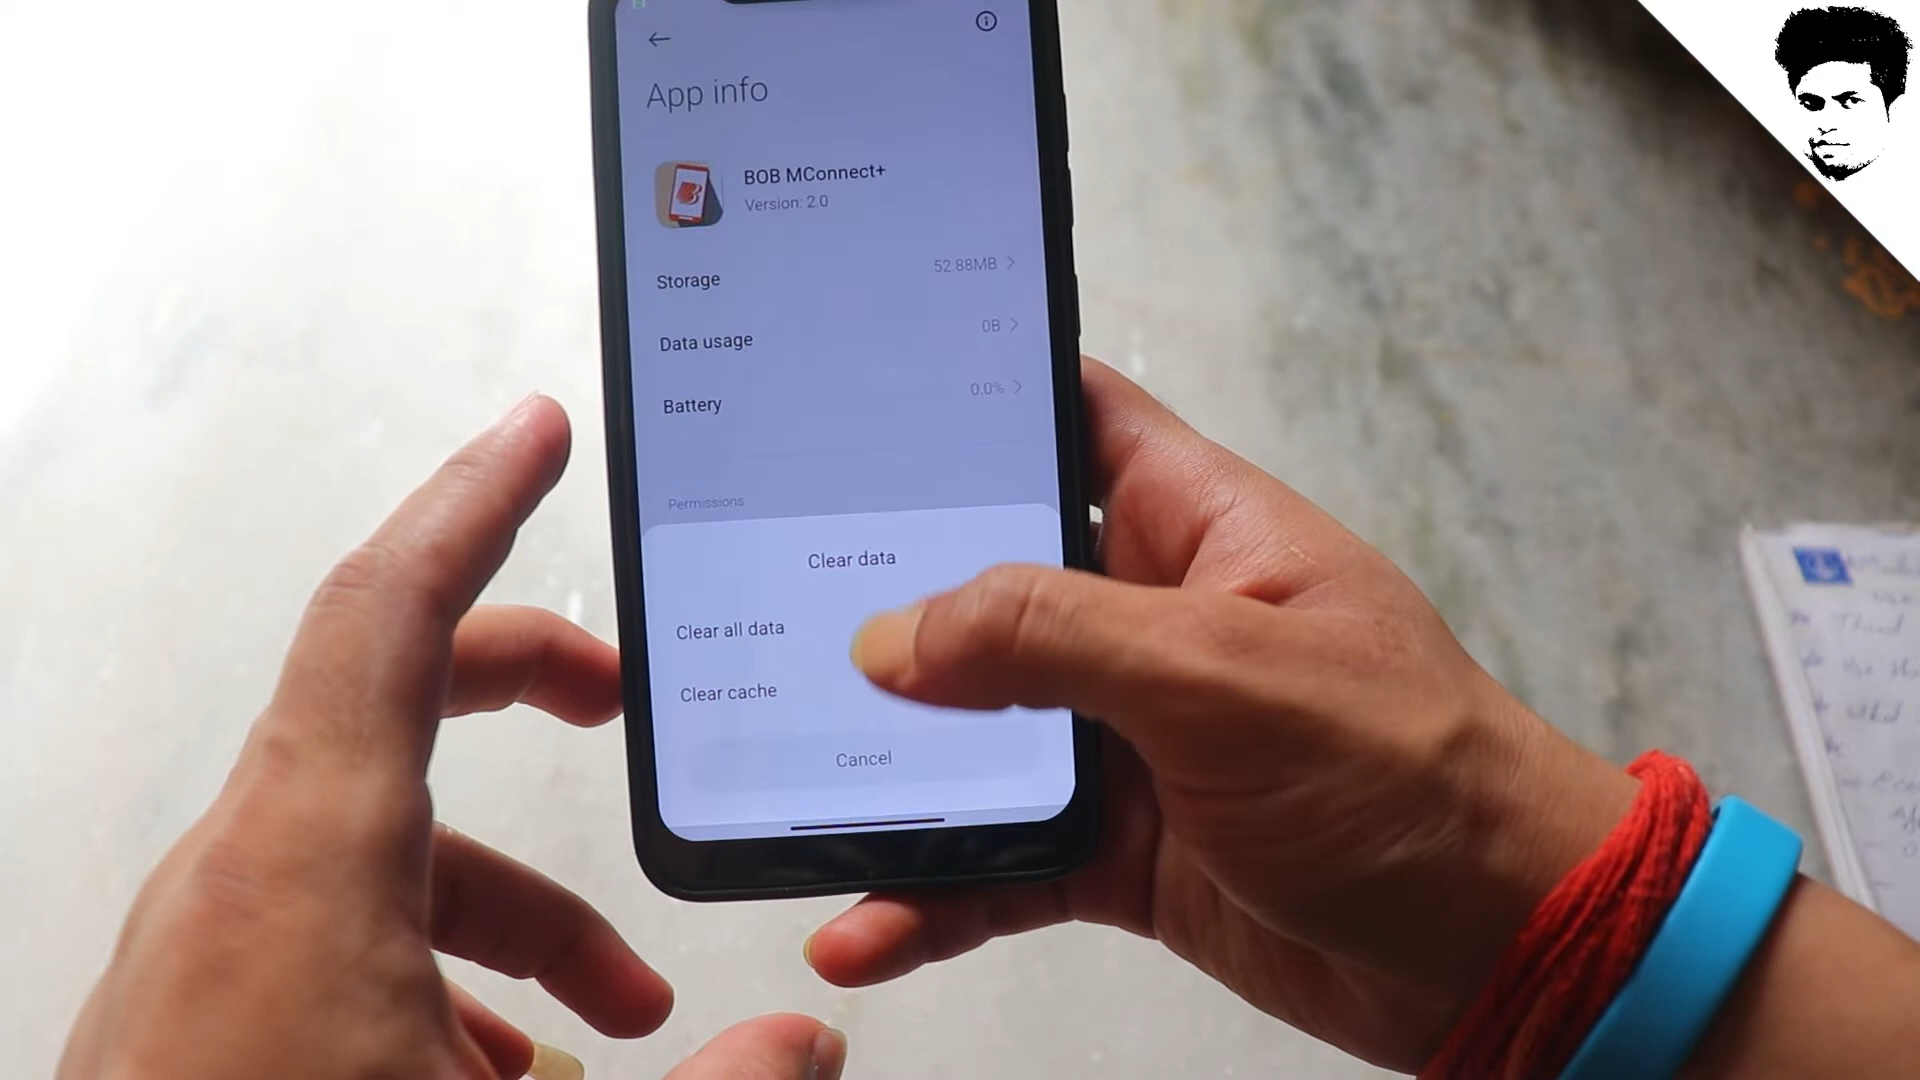 App info
BOB MConnect+
Version: 2.0
Storage 52.88MB
Data usage 0B
Battery 0.0%
Permissions
Clear data
Clear all data
Clear cache
Cancel